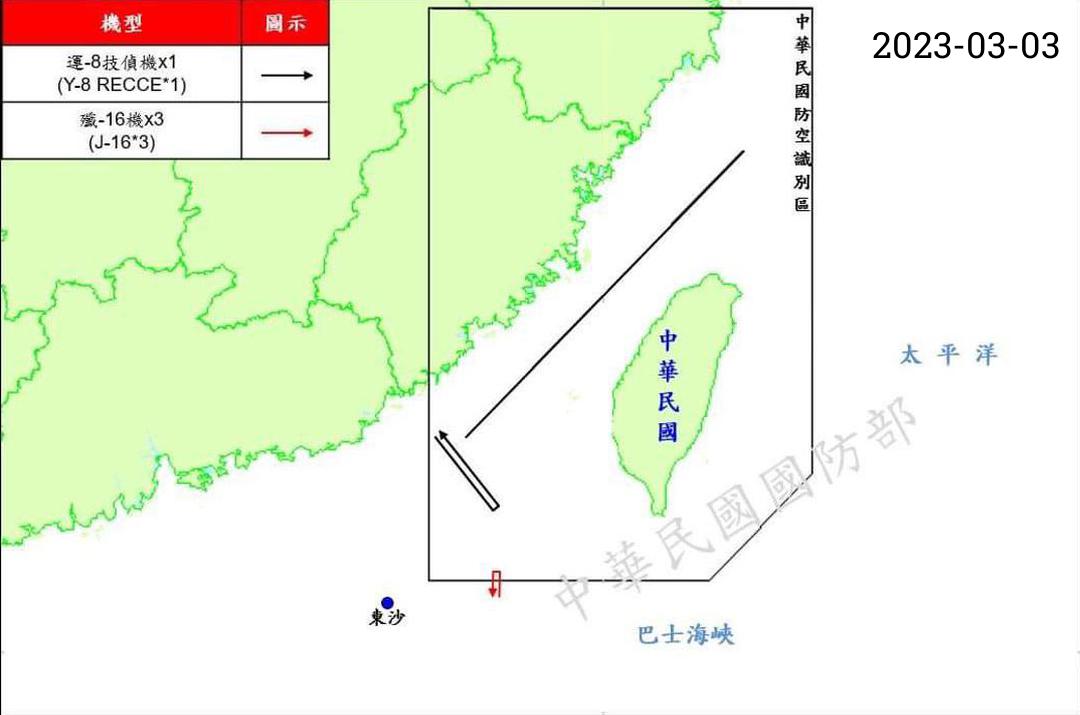 機型
圖示
運-8技偵機x1
(Y-8 RECCE*1)
殲-16機x3
(J-16*3)
2023-03-03
中華民國防空識別區
中華民國
太平洋
中華民國國防部
東沙
巴士海峽